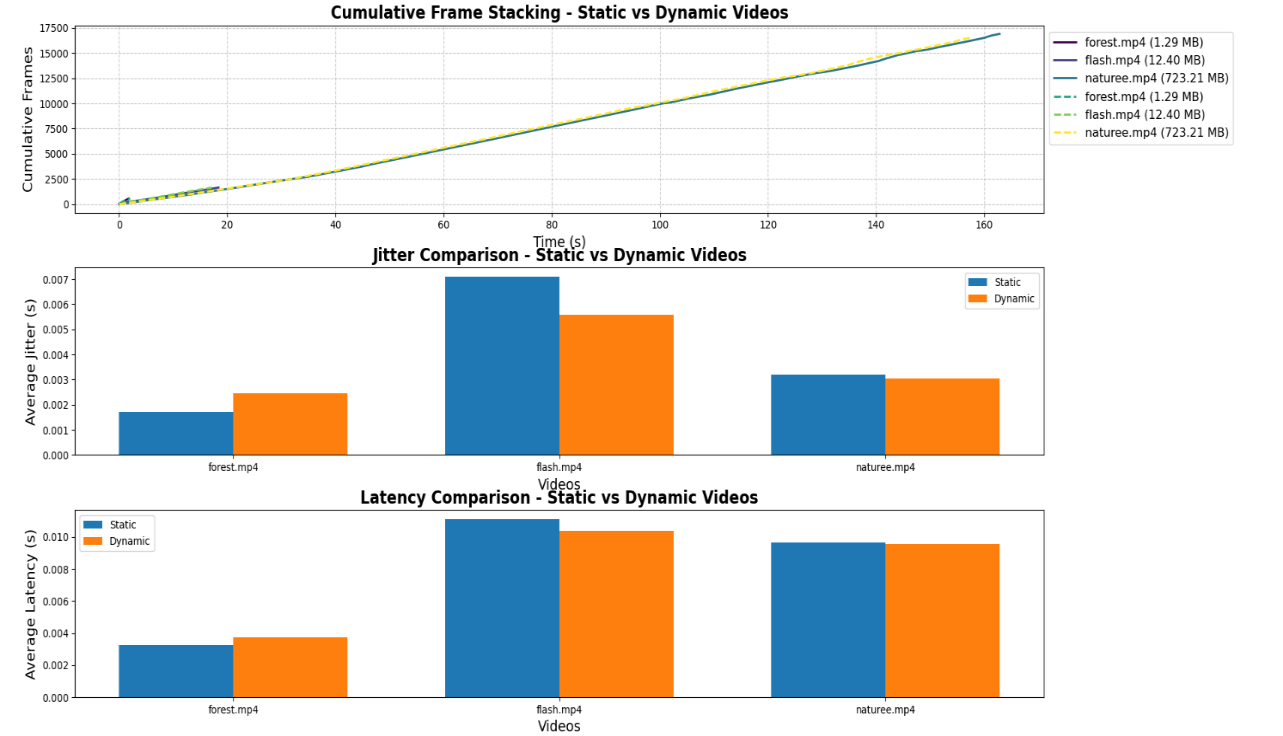 Cumulative Frame Stacking - Static vs Dynamic Videos
17500
15000
12500
10000
7500
5000
2500
0
Cumulative Frames
0 20 40 60 80 100 120 140 160
Time (s)
forest.mp4 (1.29 MB)
flash.mp4 (12.40 MB)
naturee.mp4 (723.21 MB)
forest.mp4 (1.29 MB)
flash.mp4 (12.40 MB)
naturee.mp4 (723.21 MB)
Jitter Comparison - Static vs Dynamic Videos
0.007
0.006
0.005
0.004
0.003
0.002
0.001
0.000
Average Jitter (s)
Static
Dynamic
forest.mp4 flash.mp4 naturee.mp4
Videos
Latency Comparison - Static vs Dynamic Videos
0.010
0.008
0.006
0.004
0.002
0.000
Average Latency (s)
Static
Dynamic
forest.mp4 flash.mp4 naturee.mp4
Videos